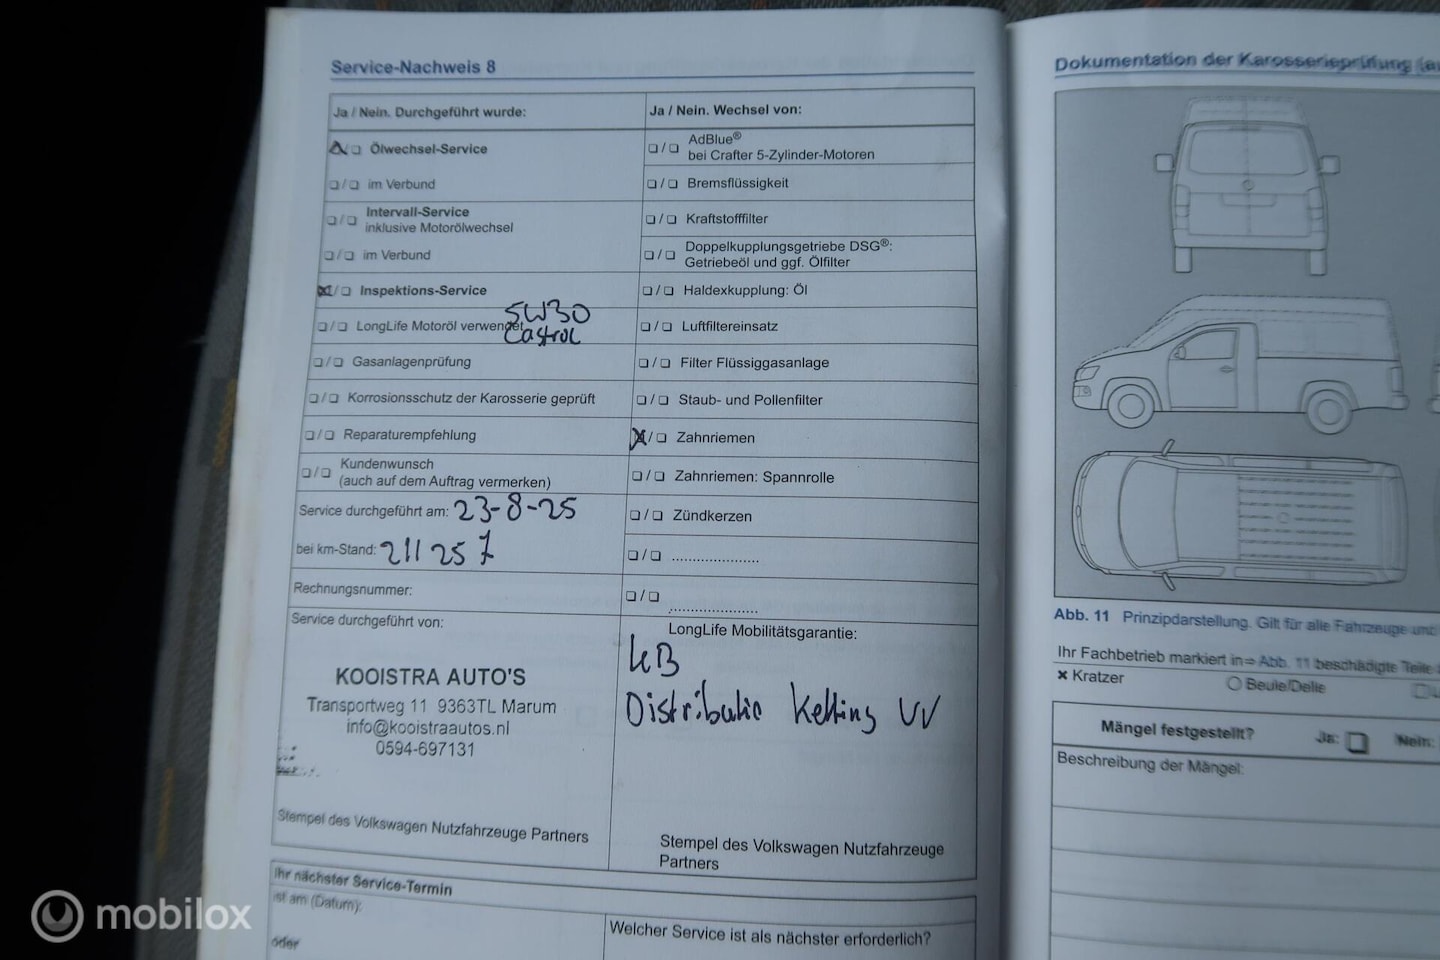 Service-Nachweis 8
Ja / Nein. Durchgeführt wurde:
Ölwechsel-Service
im Verbund
Intervall-Service
inklusive Motorölwechsel
im Verbund
Inspektions-Service
5W30
LongLife Motoröl verwendet
Castrol
Gasanlagenprüfung
Korrosionsschutz der Karosserie geprüft
Reparaturempfehlung
Kundenwunsch
(auch auf dem Auftrag vermerken)
Service durchgeführt am: 23-8-25
bei km-Stand: 211257
Rechnungsnummer:
Service durchgeführt von:
KOOISTRA AUTO'S
Transportweg 11 9363TL Marum
info@kooistraautos.nl
0594-697131
Stempel des Volkswagen Nutzfahrzeuge Partners
Ja / Nein. Wechsel von:
AdBlue®
bei Crafter 5-Zylinder-Motoren
Bremsflüssigkeit
Kraftstofffilter
Doppelkupplungsgetriebe DSG®:
Getriebeöl und ggf. Ölfilter
Haldexkupplung: Öl
Luftfiltereinsatz
Filter Flüssiggasanlage
Staub- und Pollenfilter
Zahnriemen
Zahnriemen: Spannrolle
Zündkerzen
.....................
.....................
LongLife Mobilitätsgarantie:
Distributie Ketting VV
Stempel des Volkswagen Nutzfahrzeuge
Partners
Ihr nächster Service-Termin
ist am (Datum):
oder
Welcher Service ist als nächster erforderlich?
Dokumentation der Karosserieprüfung
Abb. 11 Prinzipdarstellung. Gilt für alle Fahrzeuge und
Ihr Fachbetrieb markiert in ⇒ Abb. 11 beschädigte Teile
× Kratzer
Beule/Delle
Mängel festgestellt? Ja: Nein:
Beschreibung der Mängel:
mobilox